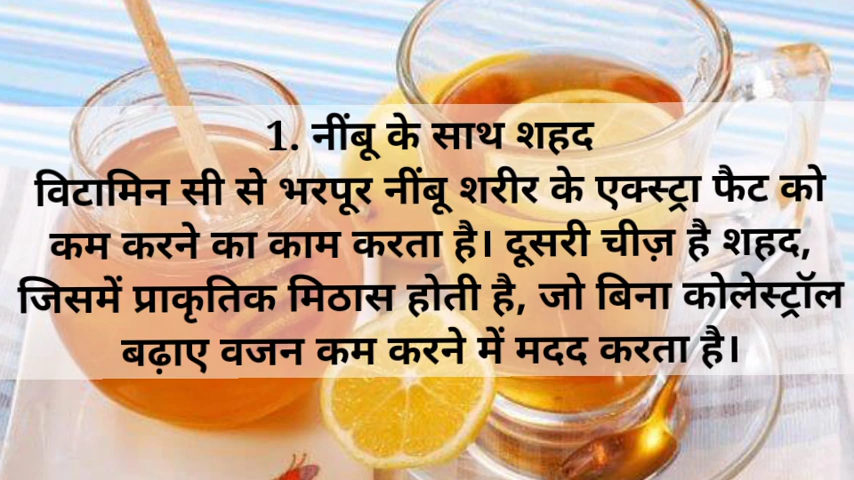 1. नींबू के साथ शहद
विटामिन सी से भरपूर नींबू शरीर के एक्स्ट्रा फैट को
कम करने का काम करता है। दूसरी चीज़ है शहद,
जिसमें प्राकृतिक मिठास होती है, जो बिना कोलेस्ट्रॉल
बढ़ाए वजन कम करने में मदद करता है।